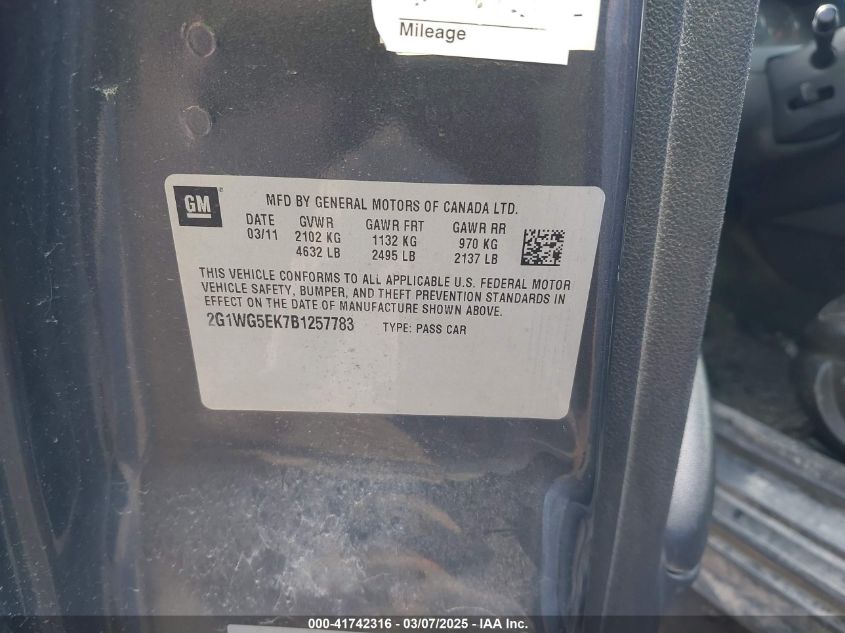 Mileage
GM
MFD BY GENERAL MOTORS OF CANADA LTD.
DATE GVWR GAWR FRT GAWR RR
03/11 2102 KG 1132 KG 970 KG
4632 LB 2495 LB 2137 LB
THIS VEHICLE CONFORMS TO ALL APPLICABLE U.S. FEDERAL MOTOR
VEHICLE SAFETY, BUMPER, AND THEFT PREVENTION STANDARDS IN
EFFECT ON THE DATE OF MANUFACTURE SHOWN ABOVE.
2G1WG5EK7B1257783 TYPE: PASS CAR
000-41742316 - 03/07/2025 - IAAI.com